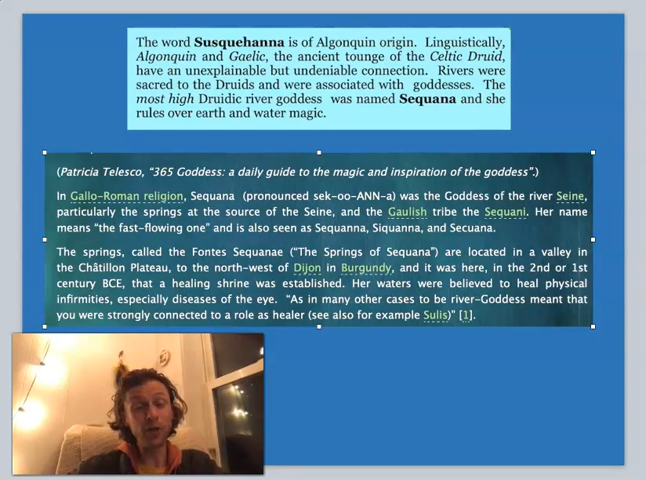 The word Susquehanna is of Algonquin origin. Linguistically,
Algonquin and Gaelic, the ancient tounge of the Celtic Druid,
have an unexplainable but undeniable connection. Rivers were
sacred to the Druids and were associated with goddesses. The
most high Druidic river goddess was named Sequana and she
rules over earth and water magic.
(Patricia Telesco, “365 Goddess: a daily guide to the magic and inspiration of the goddess”.)
In Gallo-Roman religion, Sequana (pronounced sek-oo-ANN-a) was the Goddess of the river Seine,
particularly the springs at the source of the Seine, and the Gaulish tribe the Sequani. Her name
means “the fast-flowing one” and is also seen as Sequanna, Siquanna, and Secuana.
The springs, called the Fontes Sequanae (“The Springs of Sequana”) are located in a valley in
the Châtillon Plateau, to the north-west of Dijon in Burgundy, and it was here, in the 2nd or 1st
century BCE, that a healing shrine was established. Her waters were believed to heal physical
infirmities, especially diseases of the eye. “As in many other cases to be river-Goddess meant that
you were strongly connected to a role as healer (see also for example Sulis)” [1].